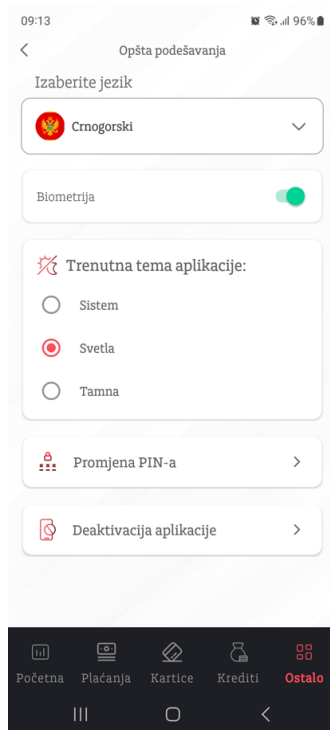 09:13 96%
Opšta podešavanja
Izaberite jezik
Crnogorski
Biometrija
Trenutna tema aplikacije:
Sistem
Svetla
Tamna
Promjena PIN-a
Deaktivacija aplikacije
Početna Plaćanja Kartice Krediti Ostalo